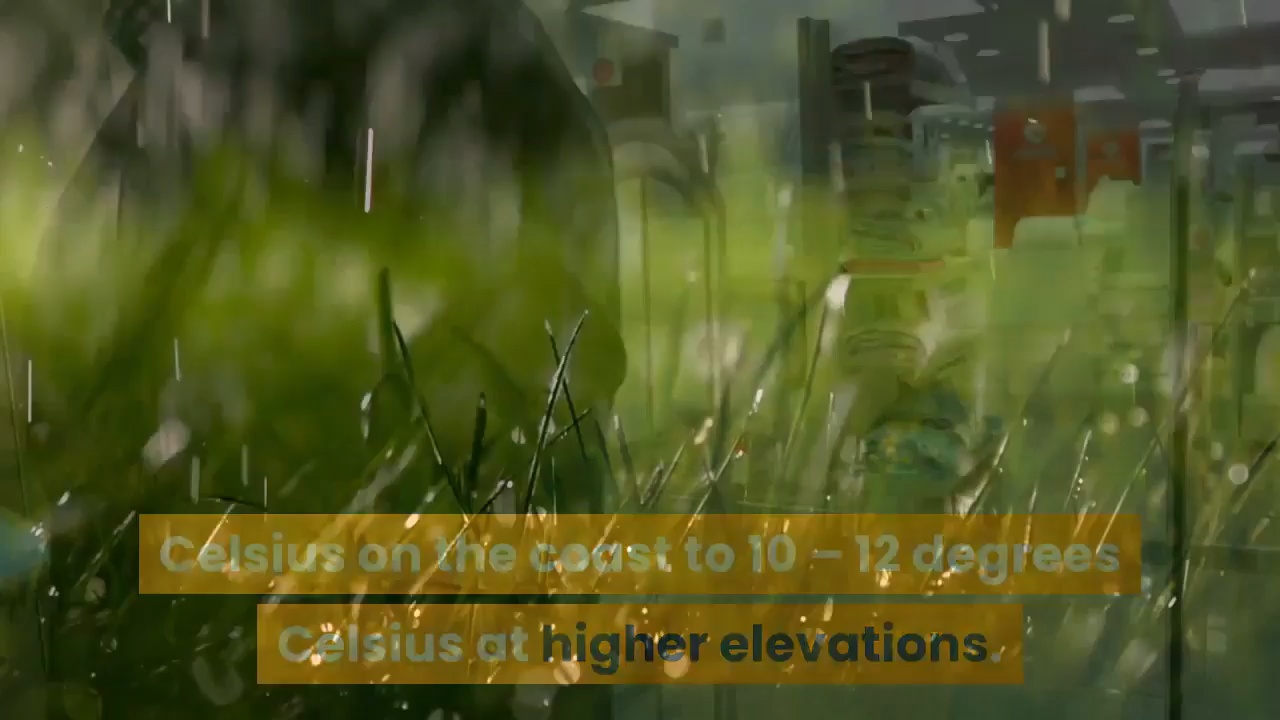 Celsius on the coast to 10 – 12 degrees
Celsius at higher elevations.